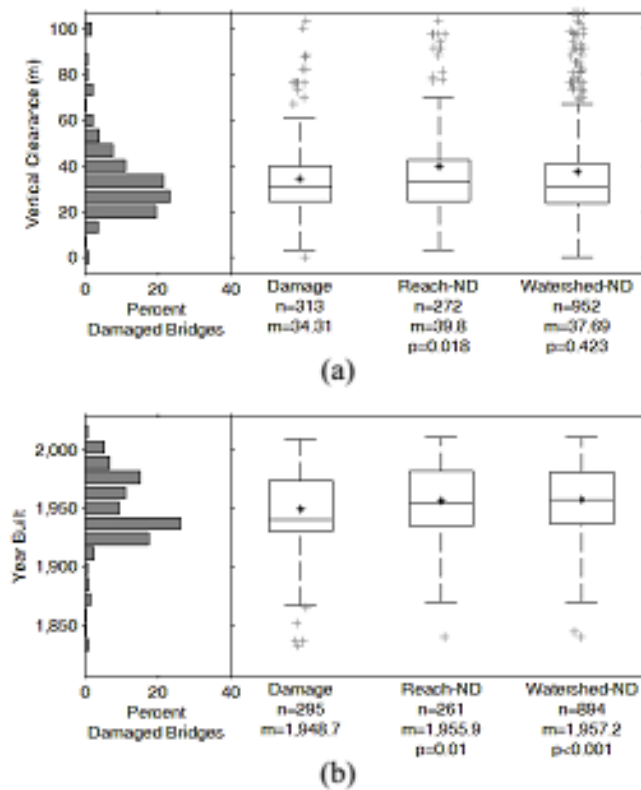 Vertical Clearance (m)
100
80
60
40
20
0
0 20 40
Percent
Damaged Bridges
Damage
n=313
m=34.31
Reach-ND
n=272
m=39.8
p=0.018
Watershed-ND
n=952
m=37.69
p=0.423
(a)
Year Built
2,000
1,950
1,900
1,850
0 20 40
Percent
Damaged Bridges
Damage
n=295
m=1,948.7
Reach-ND
n=261
m=1,955.9
p=0.01
Watershed-ND
n=894
m=1,957.2
p<0.001
(b)